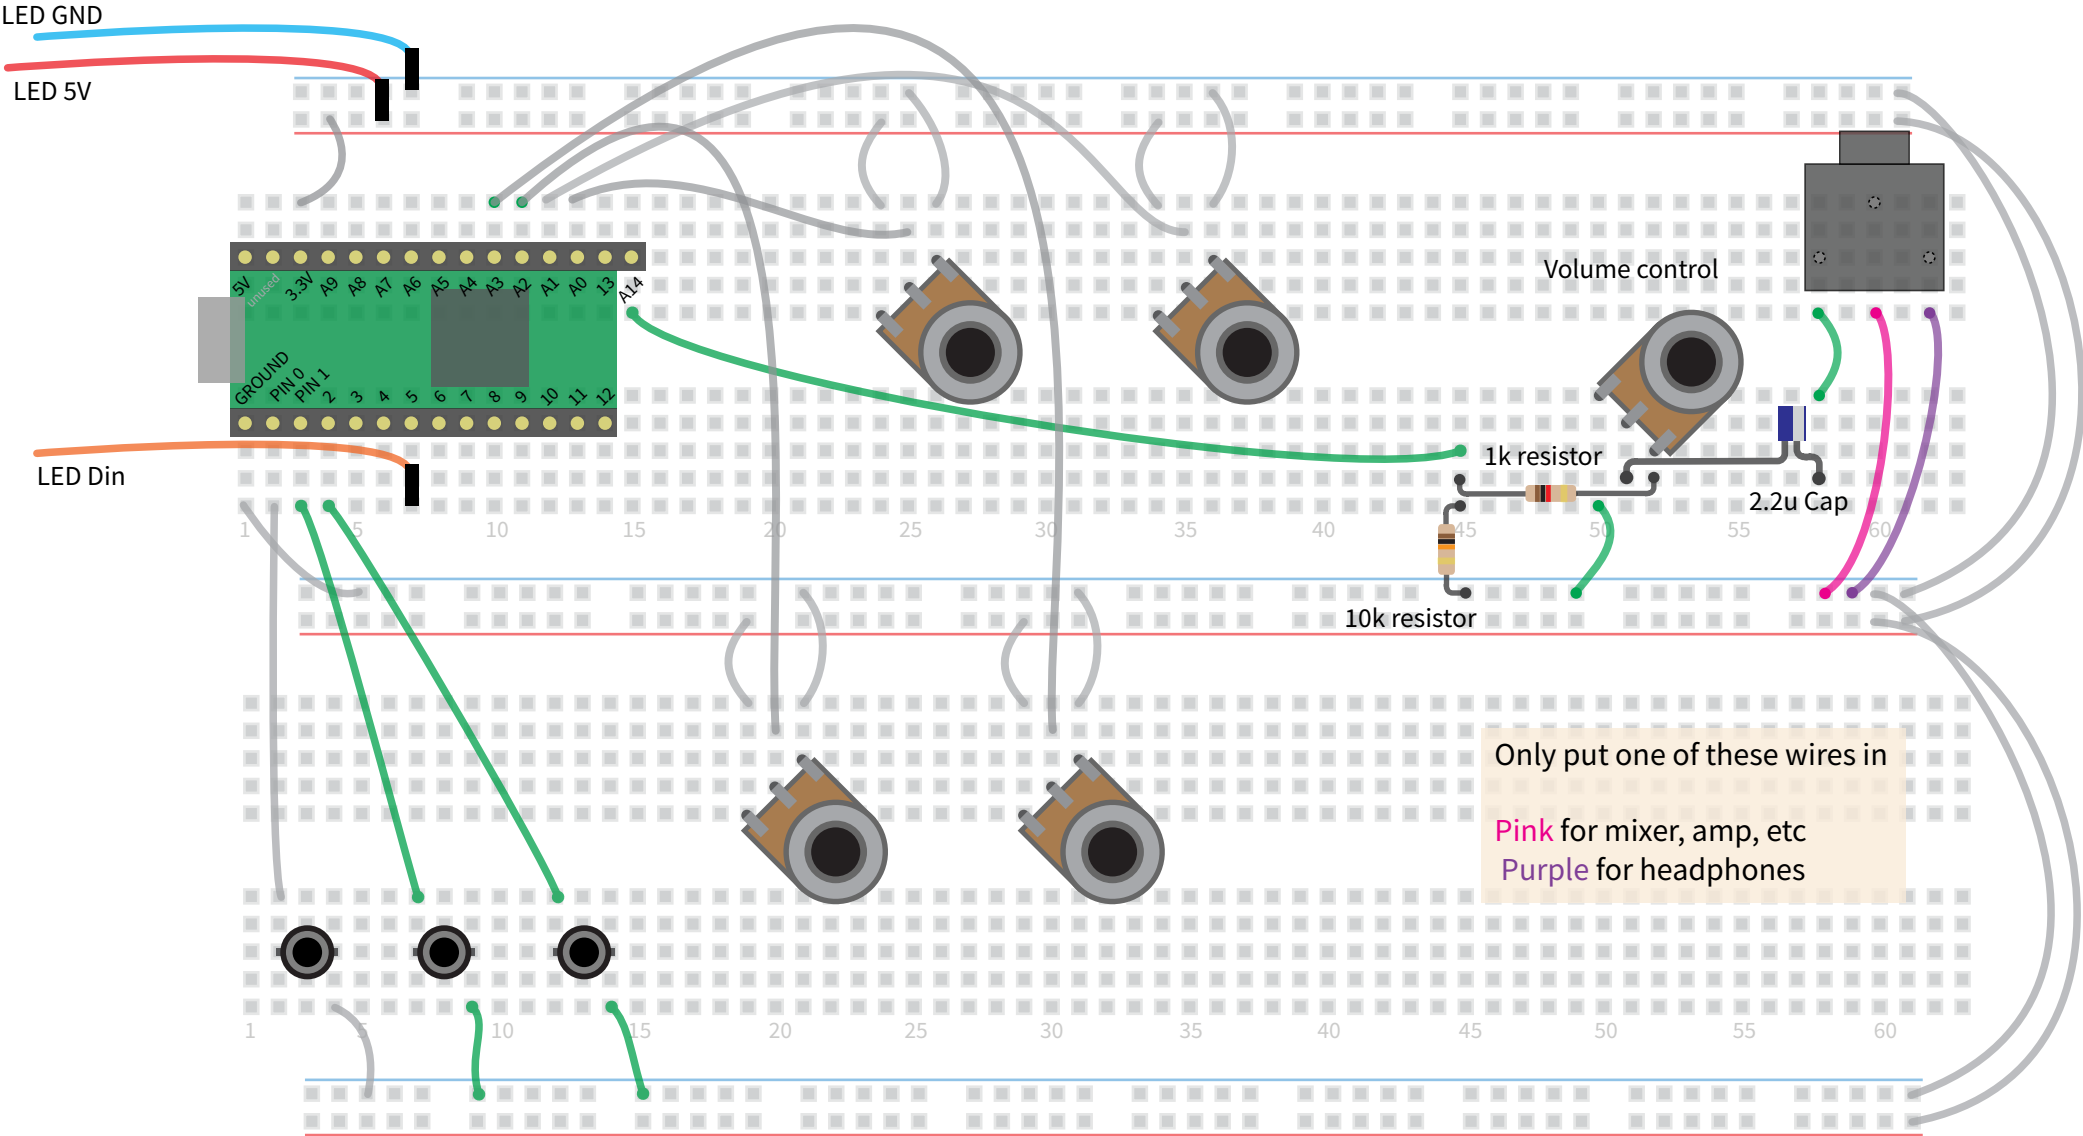 LED GND
LED 5V
5V unused 3.3V A9 A8 A7 A6 A5 A4 A3 A2 A1 A0 13 A14
Volume control
GROUND PIN 0 PIN 1 2 3 4 5 6 7 8 9 10 11 12
LED Din
1k resistor
2.2u Cap
1 5 10 15 20 25 30 35 40 45 50 55 60
10k resistor
Only put one of these wires in
Pink for mixer, amp, etc
Purple for headphones
1 5 10 15 20 25 30 35 40 45 50 55 60